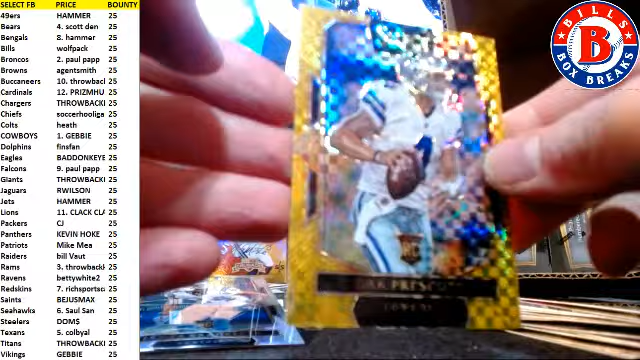 SELECT FB PRICE BOUNTY
49ers HAMMER 25
Bears 4. scott den 25
Bengals 8. hammer 25
Bills wolfpack 25
Broncos 2. paul papp 25
Browns agentsmith 25
Buccaneers 10. throwbacl 25
Cardinals 12. PRIZMHU 25
Chargers THROWBACKI 25
Chiefs soccerhooliga 25
Colts heath 25
COWBOYS 1. GEBBIE 25
Dolphins finsfan 25
Eagles BADDONKEYE 25
Falcons 9. paul papp 25
Giants THROWBACKI 25
Jaguars RWILSON 25
Jets HAMMER 25
Lions 11. CLACK CLA 25
Packers CJ 25
Panthers KEVIN HOKE 25
Patriots Mike Mea 25
Raiders bill Vaut 25
Rams 3. throwbackl 25
Ravens bettywhite2 25
Redskins 7. richsportsc 25
Saints BEJUSMAX 25
Seahawks 6. Saul San 25
Steelers DOMS 25
Texans 5. colbyal 25
Titans THROWBACKI 25
Vikings GEBBIE 25
BILLS
B
BOX BREAKS
DAK PRESCOTT
RC